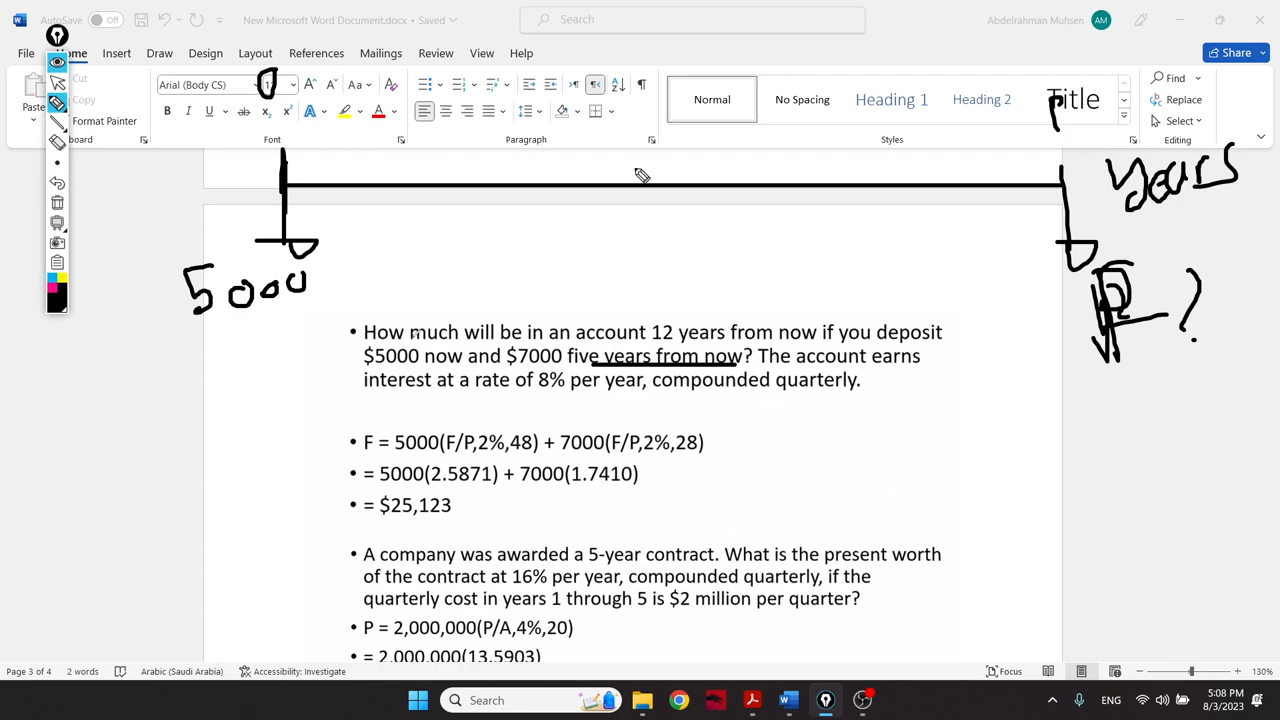 AutoSave Off New Microsoft Word Document.docx • Saved Search Abdelrahman Muhsen AM
File Home Insert Draw Design Layout References Mailings Review View Help Share
Paste Cut Copy Format Painter
Arial (Body CS) Aa
Normal No Spacing Heading 1 Heading 2 Title
Find Replace Select
Font Paragraph Styles Editing
0
years
5000
?
• How much will be in an account 12 years from now if you deposit
$5000 now and $7000 five years from now? The account earns
interest at a rate of 8% per year, compounded quarterly.
• F = 5000(F/P,2%,48) + 7000(F/P,2%,28)
• = 5000(2.5871) + 7000(1.7410)
• = $25,123
• A company was awarded a 5-year contract. What is the present worth
of the contract at 16% per year, compounded quarterly, if the
quarterly cost in years 1 through 5 is $2 million per quarter?
• P = 2,000,000(P/A,4%,20)
• = 2,000,000(13.5903)
Page 3 of 4 2 words Arabic (Saudi Arabia) Accessibility: Investigate Focus 130%
Search ENG 5:08 PM
8/3/2023